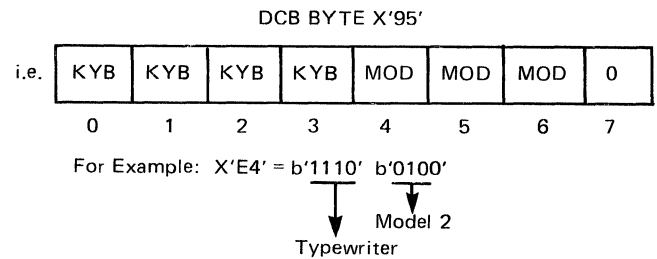 DCB BYTE X'95'
i.e. KYB KYB KYB KYB MOD MOD MOD 0
0 1 2 3 4 5 6 7
For Example: X'E4' = b'1110' b'0100'
Model 2
Typewriter